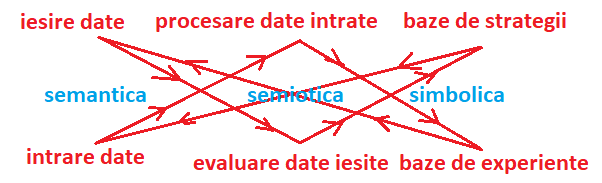 iesire date procesare date intrate baze de strategii
semantica semiotica simbolica
intrare date evaluare date iesite baze de experiente